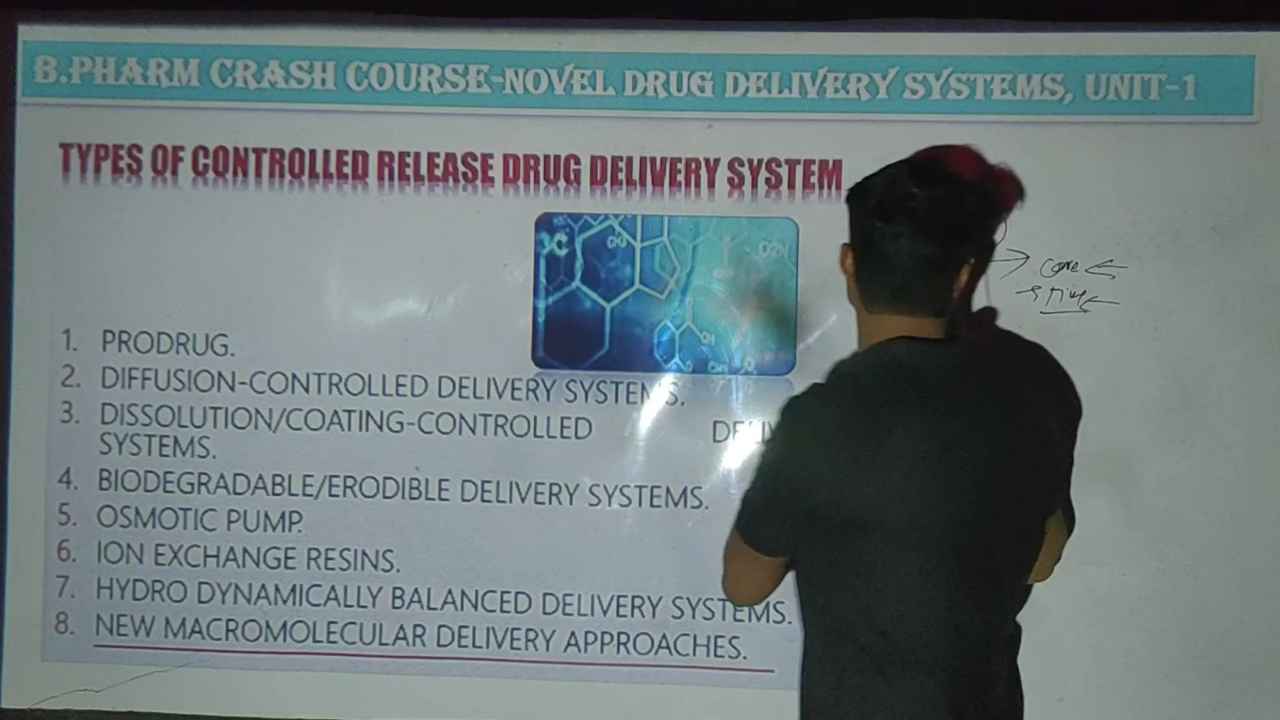 B.PHARM CRASH COURSE-NOVEL DRUG DELIVERY SYSTEMS, UNIT-1
TYPES OF CONTROLLED RELEASE DRUG DELIVERY SYSTEM
1. PRODRUG.
2. DIFFUSION-CONTROLLED DELIVERY SYSTEMS.
3. DISSOLUTION/COATING-CONTROLLED
SYSTEMS.
4. BIODEGRADABLE/ERODIBLE DELIVERY SYSTEMS.
5. OSMOTIC PUMP.
6. ION EXCHANGE RESINS.
7. HYDRO DYNAMICALLY BALANCED DELIVERY SYSTEMS.
8. NEW MACROMOLECULAR DELIVERY APPROACHES.